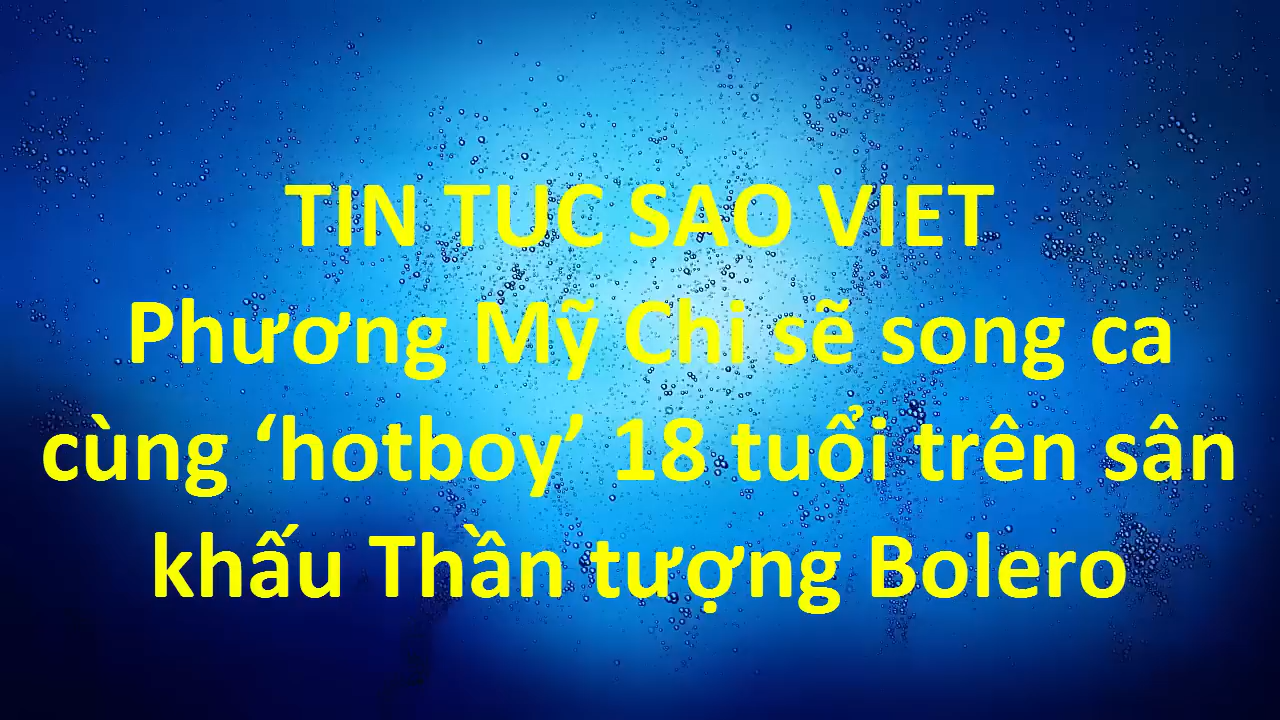 TIN TUC SAO VIET
Phương Mỹ Chi sẽ song ca
cùng ‘hotboy’ 18 tuổi trên sân
khấu Thần tượng Bolero